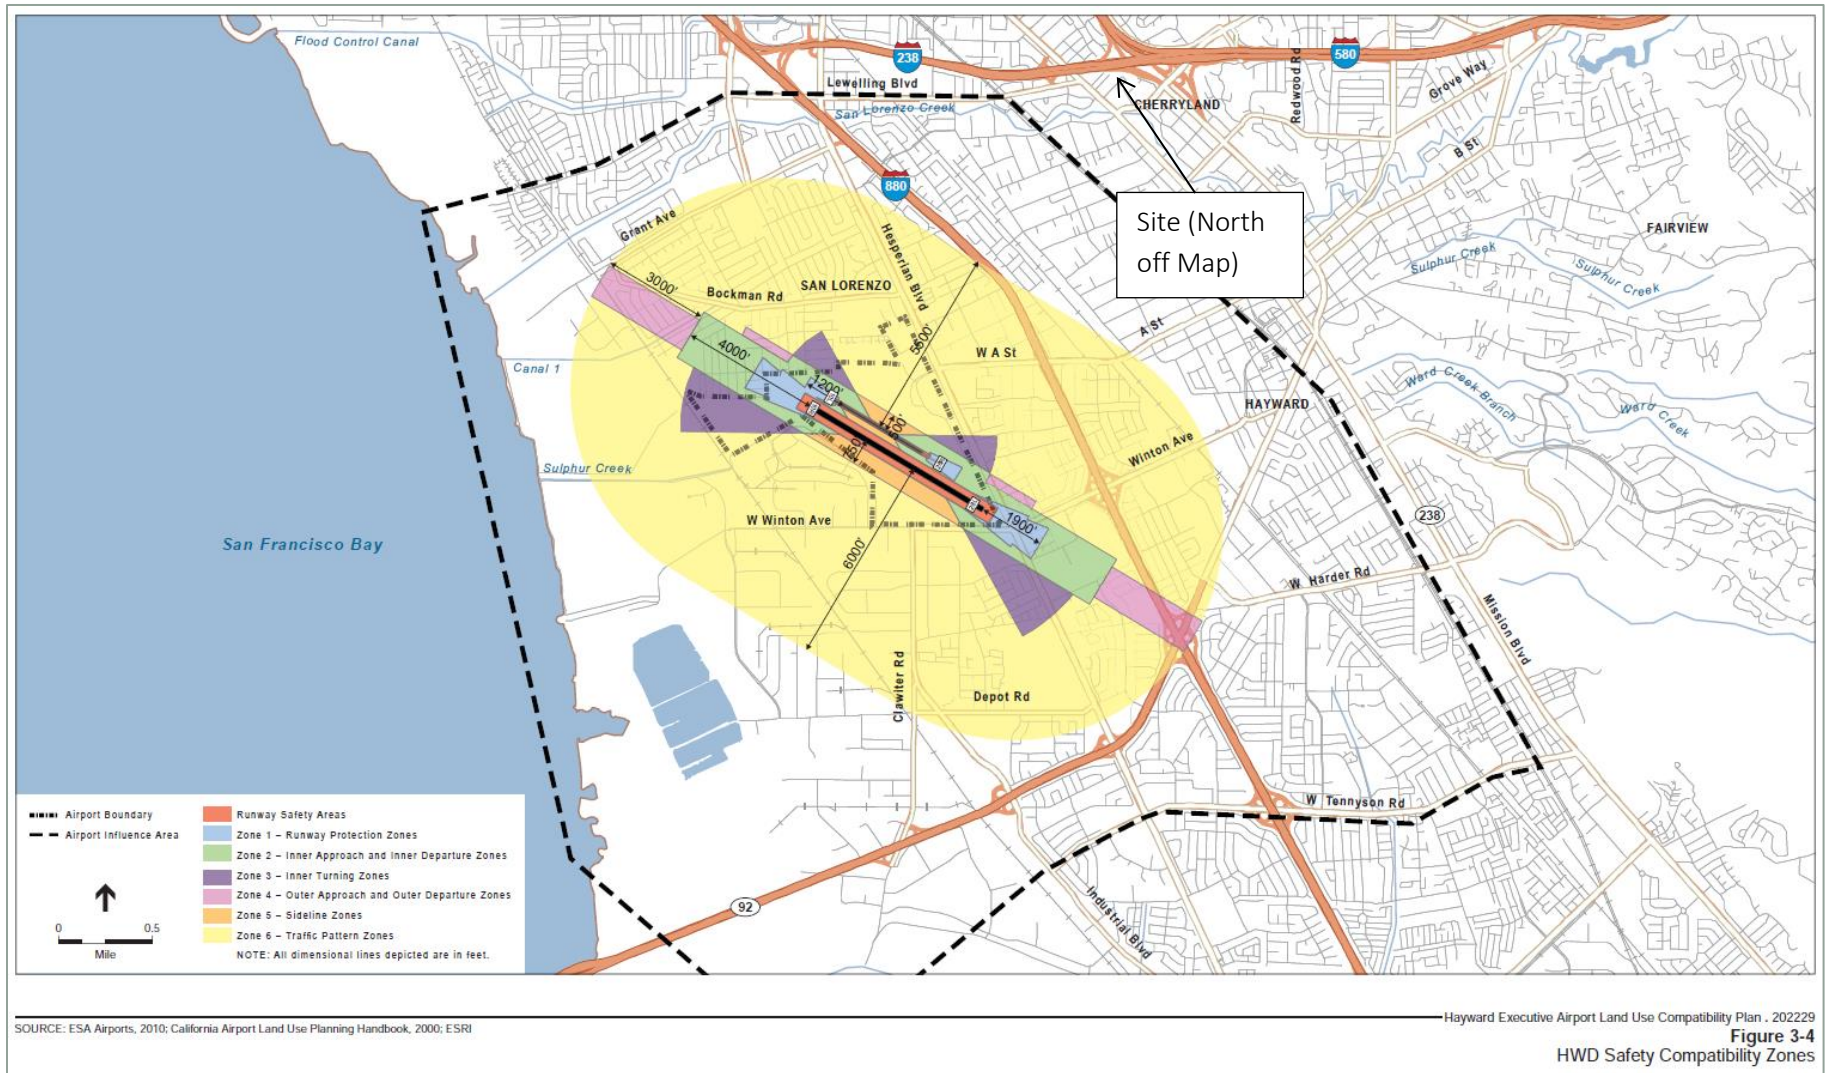 Flood Control Canal
238
580
Lewelling Blvd
San Lorenzo Creek
CHERRYLAND
Redwood Rd
Grove Way
B St
880
Site (North
off Map)
Grant Ave
Hesperian Blvd
FAIRVIEW
Sulphur Creek
Sulphur Creek
3000'
Bockman Rd
SAN LORENZO
5500'
A St
W A St
4000'
Canal 1
1200'
HAYWARD
Ward Creek Branch
Ward Creek
500'
750'
Winton Ave
Sulphur Creek
W Winton Ave
1900'
238
San Francisco Bay
6000'
W Harder Rd
Mission Blvd
Clawiter Rd
Depot Rd
W Tennyson Rd
92
Industrial Blvd
Airport Boundary
Airport Influence Area
Runway Safety Areas
Zone 1 – Runway Protection Zones
Zone 2 – Inner Approach and Inner Departure Zones
Zone 3 – Inner Turning Zones
Zone 4 – Outer Approach and Outer Departure Zones
Zone 5 – Sideline Zones
Zone 6 – Traffic Pattern Zones
NOTE: All dimensional lines depicted are in feet.
0 0.5
Mile
SOURCE: ESA Airports, 2010; California Airport Land Use Planning Handbook, 2000; ESRI
Hayward Executive Airport Land Use Compatibility Plan . 202229
Figure 3-4
HWD Safety Compatibility Zones